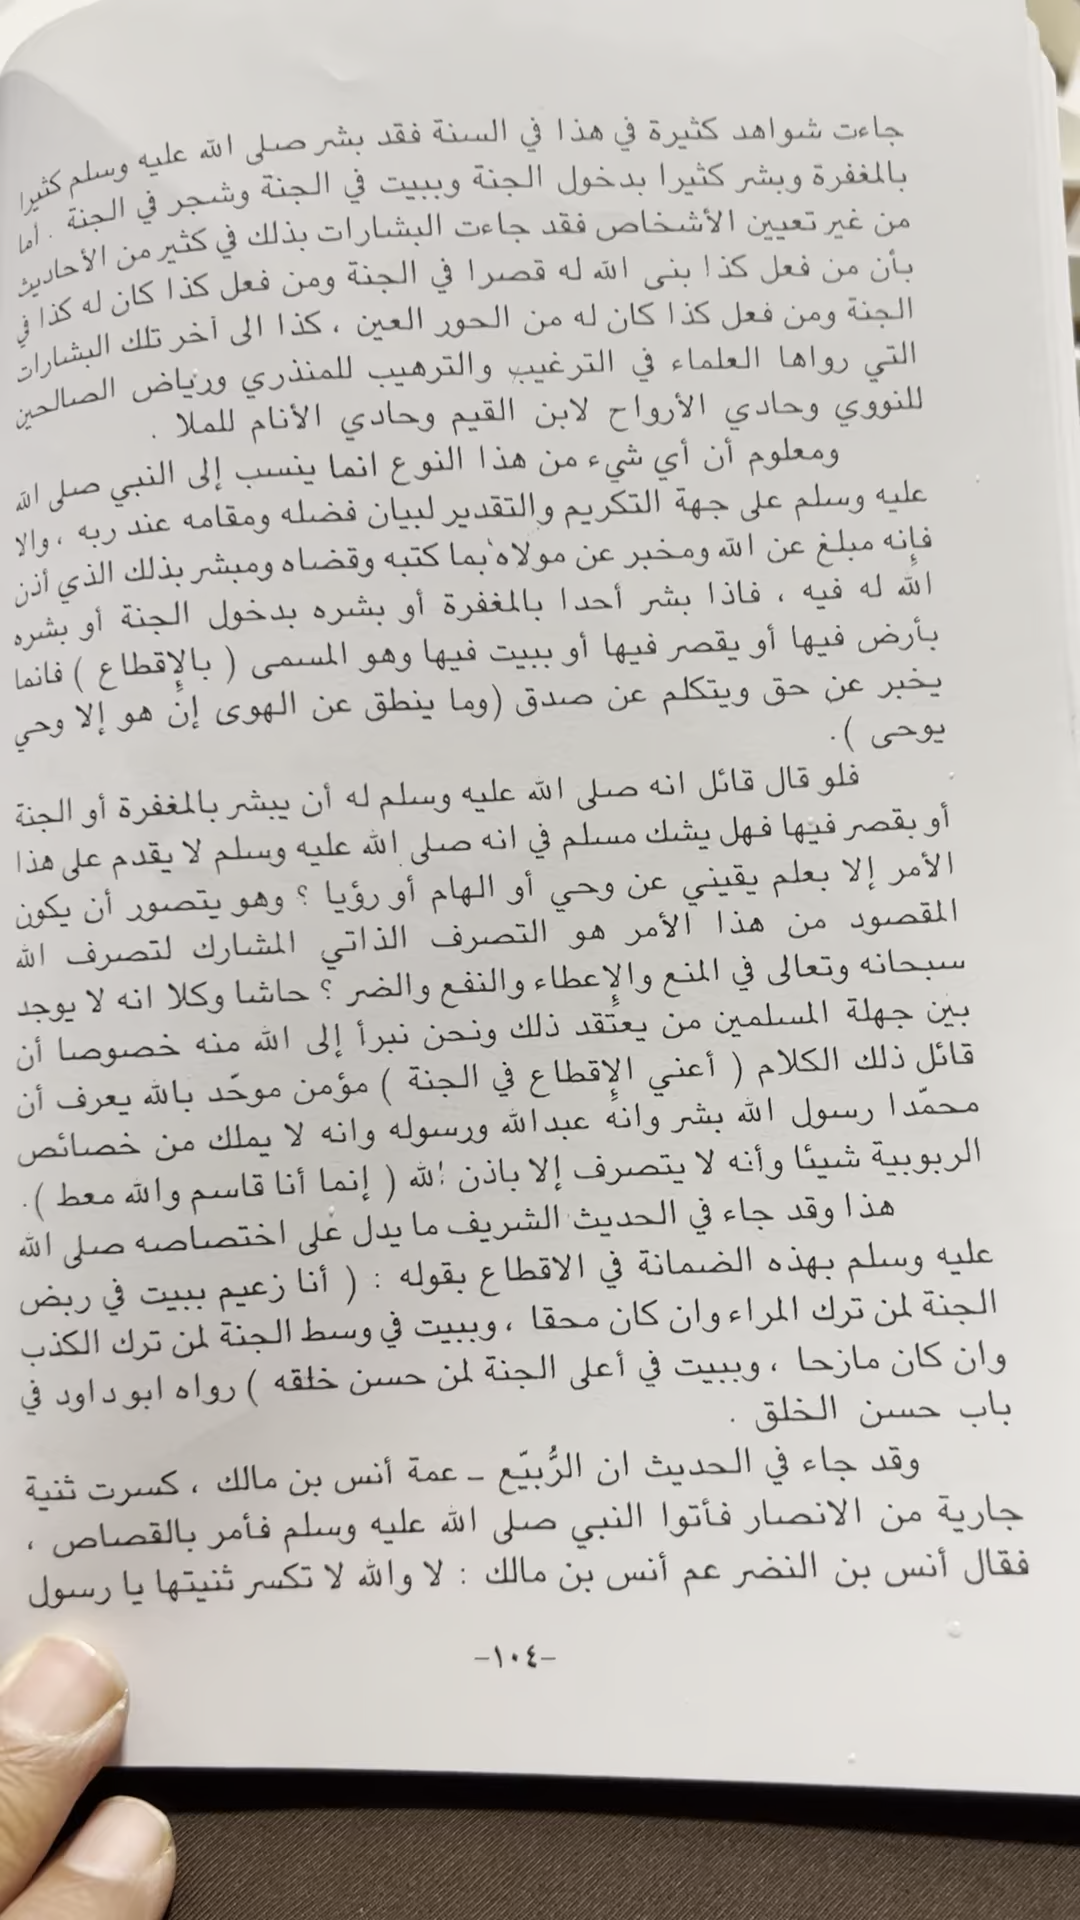 جاءت شواهد كثيرة في هذا في السنة فقد بشر صلى الله عليه وسلم كثيرا
بالمغفرة وبشر كثيرا بدخول الجنة وببيت في الجنة وشجر في الجنة . أما
من غير تعيين الأشخاص فقد جاءت البشارات بذلك في كثير من الأحاديث
بأن من فعل كذا بنى الله له قصرا في الجنة ومن فعل كذا كان له كذا في
الجنة ومن فعل كذا كان له من الحور العين ، كذا الى أخر تلك البشارات
التي رواها العلماء في الترغيب والترهيب للمنذري ورياض الصالحين
للنووي وحادي الأرواح لابن القيم وحادي الأنام للملا .
ومعلوم أن أي شيء من هذا النوع انما ينسب إلى النبي صلى الله
عليه وسلم على جهة التكريم والتقدير لبيان فضله ومقامه عند ربه ، والا
فإنه مبلغ عن الله ومخبر عن مولاه بما كتبه وقضاه ومبشر بذلك الذي أذن
الله له فيه ، فاذا بشر أحدا بالمغفرة أو بشره بدخول الجنة أو بشره
بأرض فيها أو يقصر فيها أو ببيت فيها وهو المسمى ( بالإقطاع ) فانما
يخبر عن حق ويتكلم عن صدق (وما ينطق عن الهوى إن هو إلا وحي
يوحى ).
فلو قال قائل انه صلى الله عليه وسلم له أن يبشر بالمغفرة أو الجنة
أو بقصر فيها فهل يشك مسلم في انه صلى الله عليه وسلم لا يقدم على هذا
الأمر إلا بعلم يقيني عن وحي أو الهام أو رؤيا ؟ وهو يتصور أن يكون
المقصود من هذا الأمر هو التصرف الذاتي المشارك لتصرف الله
سبحانه وتعالى في المنع والإعطاء والنفع والضر ؟ حاشا وكلا انه لا يوجد
بين جهلة المسلمين من يعتقد ذلك ونحن نبرأ إلى الله منه خصوصا أن
قائل ذلك الكلام ( أعني الإقطاع في الجنة ) مؤمن موحّد بالله يعرف أن
محمّدا رسول الله بشر وانه عبدالله ورسوله وانه لا يملك من خصائص
الربوبية شيئا وأنه لا يتصرف إلا باذن الله ( إنما أنا قاسم والله معط ).
هذا وقد جاء في الحديث الشريف ما يدل على اختصاصه صلى الله
عليه وسلم بهذه الضمانة في الاقطاع بقوله : ( أنا زعيم ببيت في ربض
الجنة لمن ترك المراء وان كان محقا ، وببيت في وسط الجنة لمن ترك الكذب
وان كان مازحا ، وببيت في أعلى الجنة لمن حسن خلقه ) رواه ابو داود في
باب حسن الخلق .
وقد جاء في الحديث ان الرُّبيّع ـ عمة أنس بن مالك ، كسرت ثنية
جارية من الانصار فأتوا النبي صلى الله عليه وسلم فأمر بالقصاص ،
فقال أنس بن النضر عم أنس بن مالك : لا والله لا تكسر ثنيتها يا رسول
-١٠٤-